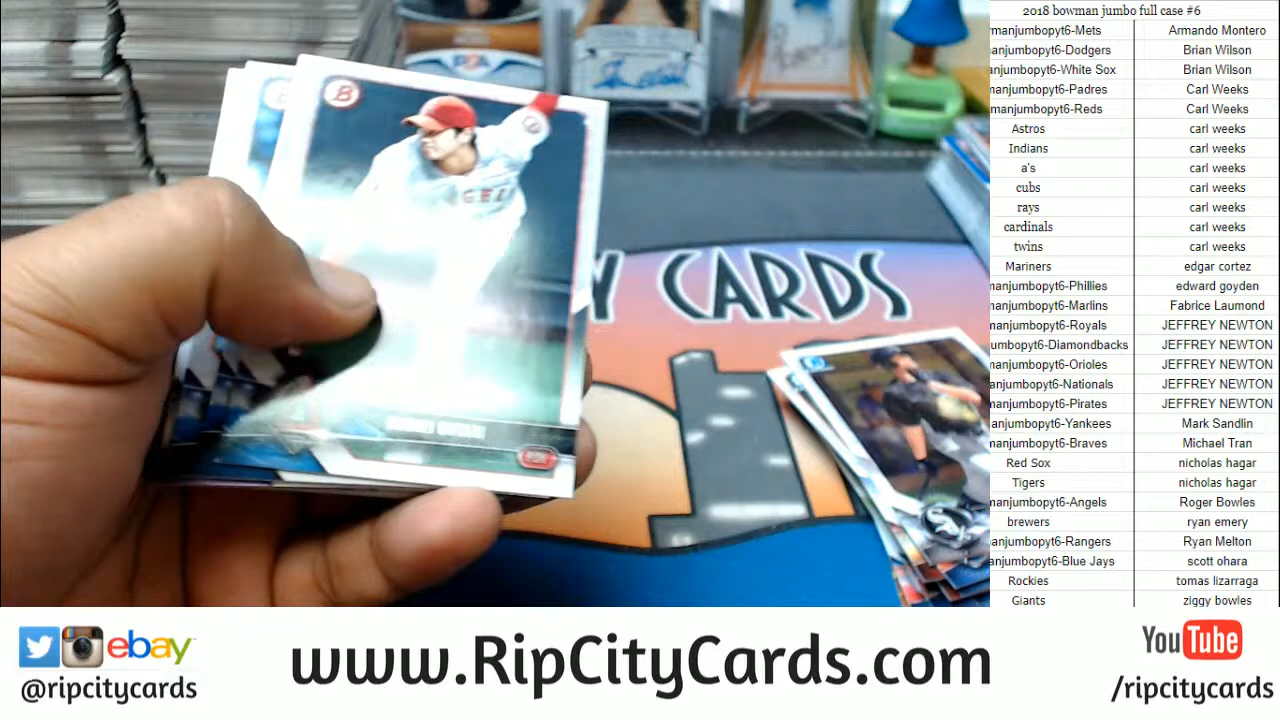 2018 bowman jumbo full case #6
manjumbopyt6-Mets Armando Montero
anjumbopyt6-Dodgers Brian Wilson
njumbopyt6-White Sox Brian Wilson
manjumbopyt6-Padres Carl Weeks
manjumbopyt6-Reds Carl Weeks
Astros carl weeks
Indians carl weeks
a's carl weeks
cubs carl weeks
rays carl weeks
cardinals carl weeks
twins carl weeks
Mariners edgar cortez
manjumbopyt6-Phillies edward goyden
manjumbopyt6-Marlins Fabrice Laumond
manjumbopyt6-Royals JEFFREY NEWTON
umbopyt6-Diamondbacks JEFFREY NEWTON
anjumbopyt6-Orioles JEFFREY NEWTON
anjumbopyt6-Nationals JEFFREY NEWTON
manjumbopyt6-Pirates JEFFREY NEWTON
manjumbopyt6-Yankees Mark Sandlin
manjumbopyt6-Braves Michael Tran
Red Sox nicholas hagar
Tigers nicholas hagar
manjumbopyt6-Angels Roger Bowles
brewers ryan emery
manjumbopyt6-Rangers Ryan Melton
anjumbopyt6-Blue Jays scott ohara
Rockies tomas lizarraga
Giants ziggy bowles
Y CARDS
B
ebay
@ripcitycards
www.RipCityCards.com
YouTube
/ripcitycards